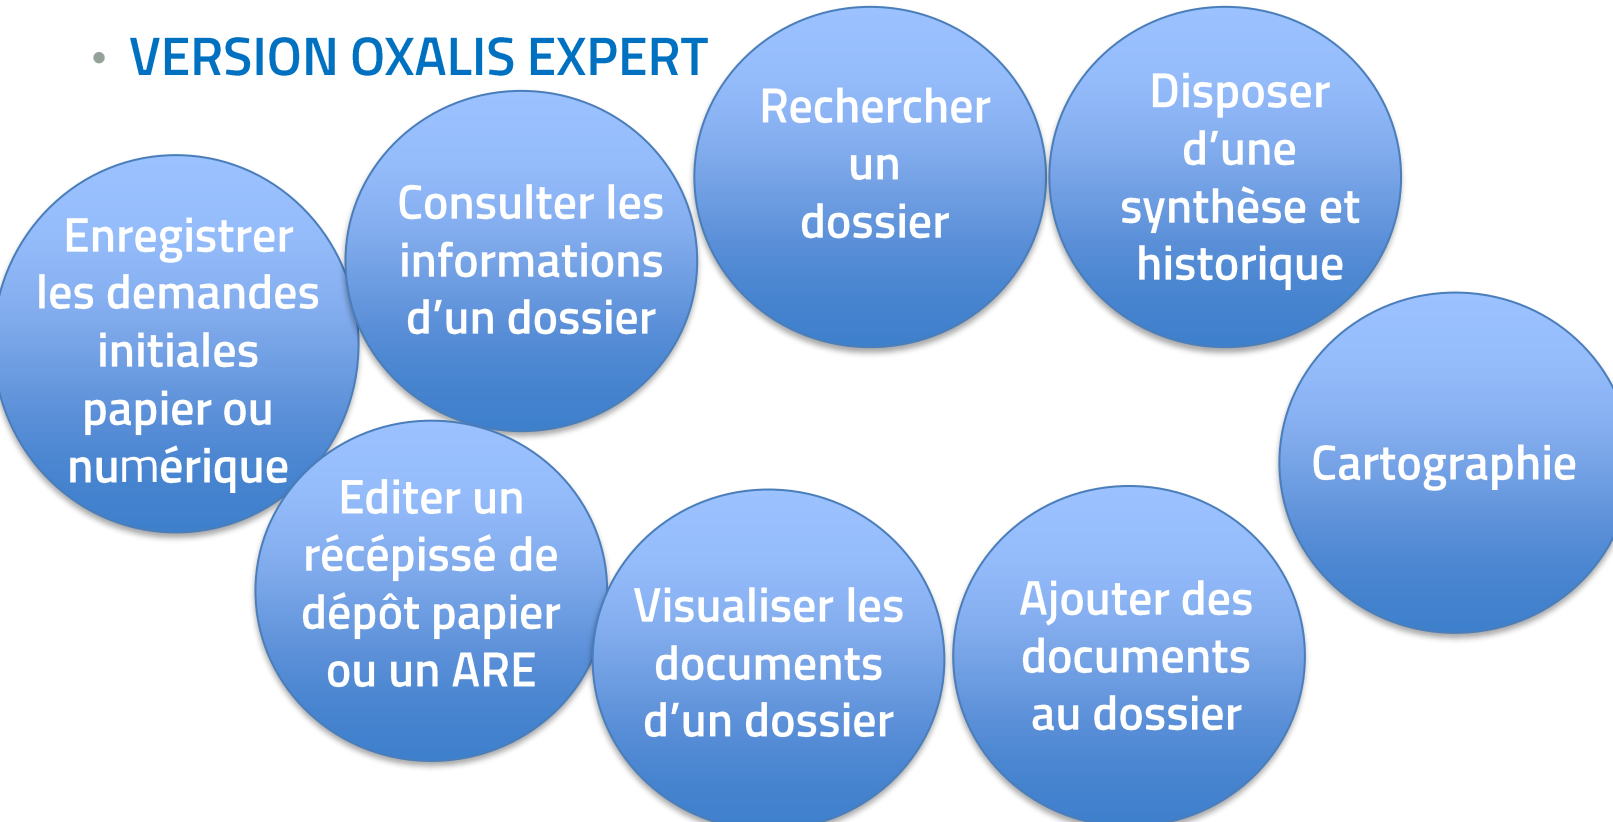 • VERSION OXALIS EXPERT
Enregistrer
les demandes
initiales
papier ou
numérique
Consulter les
informations
d’un dossier
Rechercher
un
dossier
Disposer
d’une
synthèse et
historique
Cartographie
Editer un
récépissé de
dépôt papier
ou un ARE
Visualiser les
documents
d’un dossier
Ajouter des
documents
au dossier